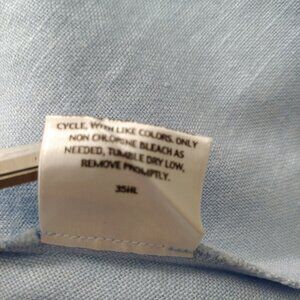 CYCLE, WITH LIKE COLORS. ONLY
NON CHLORINE BLEACH AS
NEEDED, TUMBLE DRY LOW,
REMOVE PROMPTLY.
35HL